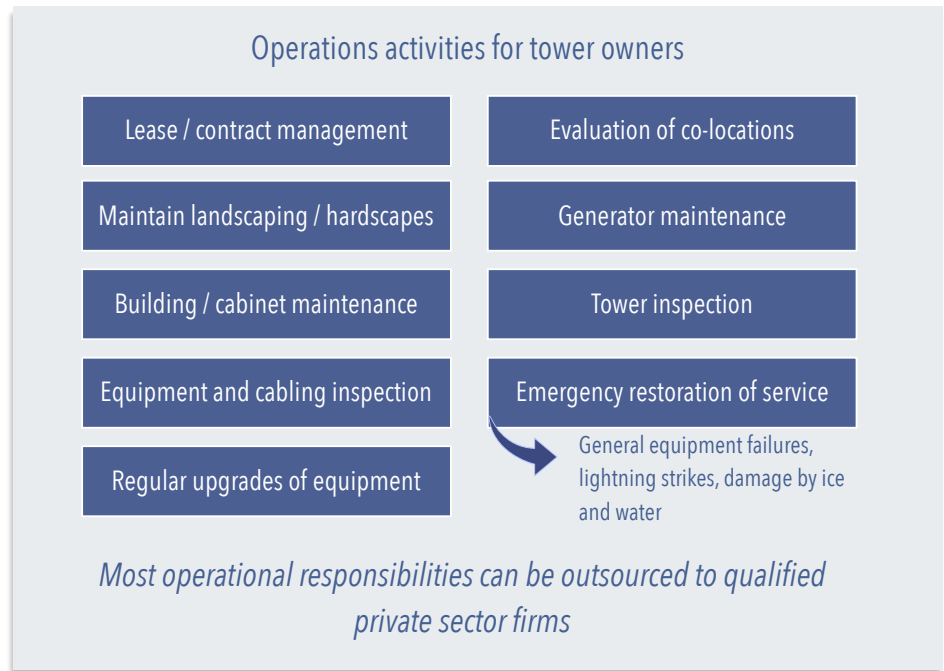 Operations activities for tower owners
Lease / contract management
Evaluation of co-locations
Maintain landscaping / hardscapes
Generator maintenance
Building / cabinet maintenance
Tower inspection
Equipment and cabling inspection
Emergency restoration of service
Regular upgrades of equipment
General equipment failures,
lightning strikes, damage by ice
and water
Most operational responsibilities can be outsourced to qualified
private sector firms